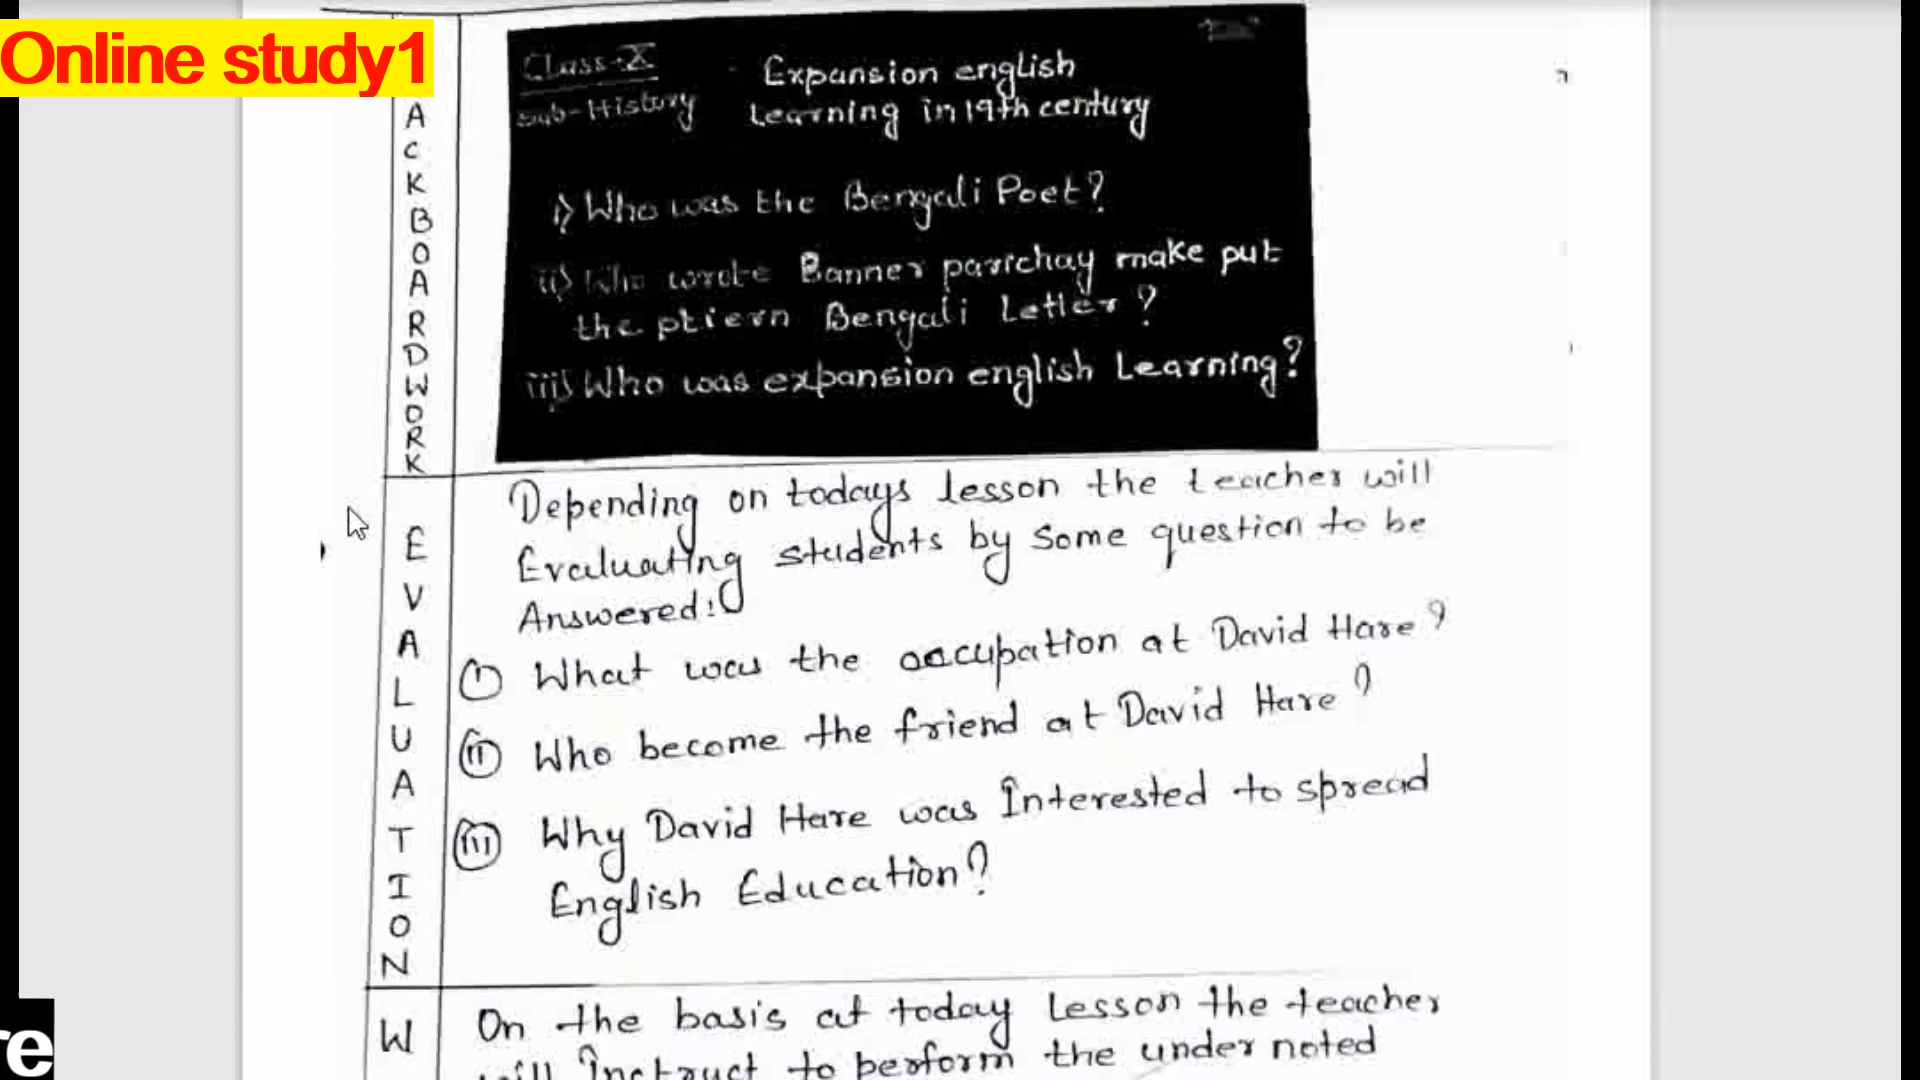 Online study1
ACKBOARDWORK
Class-X
Expansion english
Sub-History
Learning in 19th century
i) Who was the Bengali Poet?
ii) Who wrote Banner parichay make put
the ptiern Bengali Letler?
iii) Who was expansion english Learning?
EVALUATION
Depending on todays lesson the teacher will
Evaluating students by Some question to be
Answered:
(i) What was the occupation at David Hare?
(ii) Who become the friend at David Hare?
(iii) Why David Hare was Interested to spread
English Education?
W
On the basis at today Lesson the teacher
will Instruct to perform the under noted
re